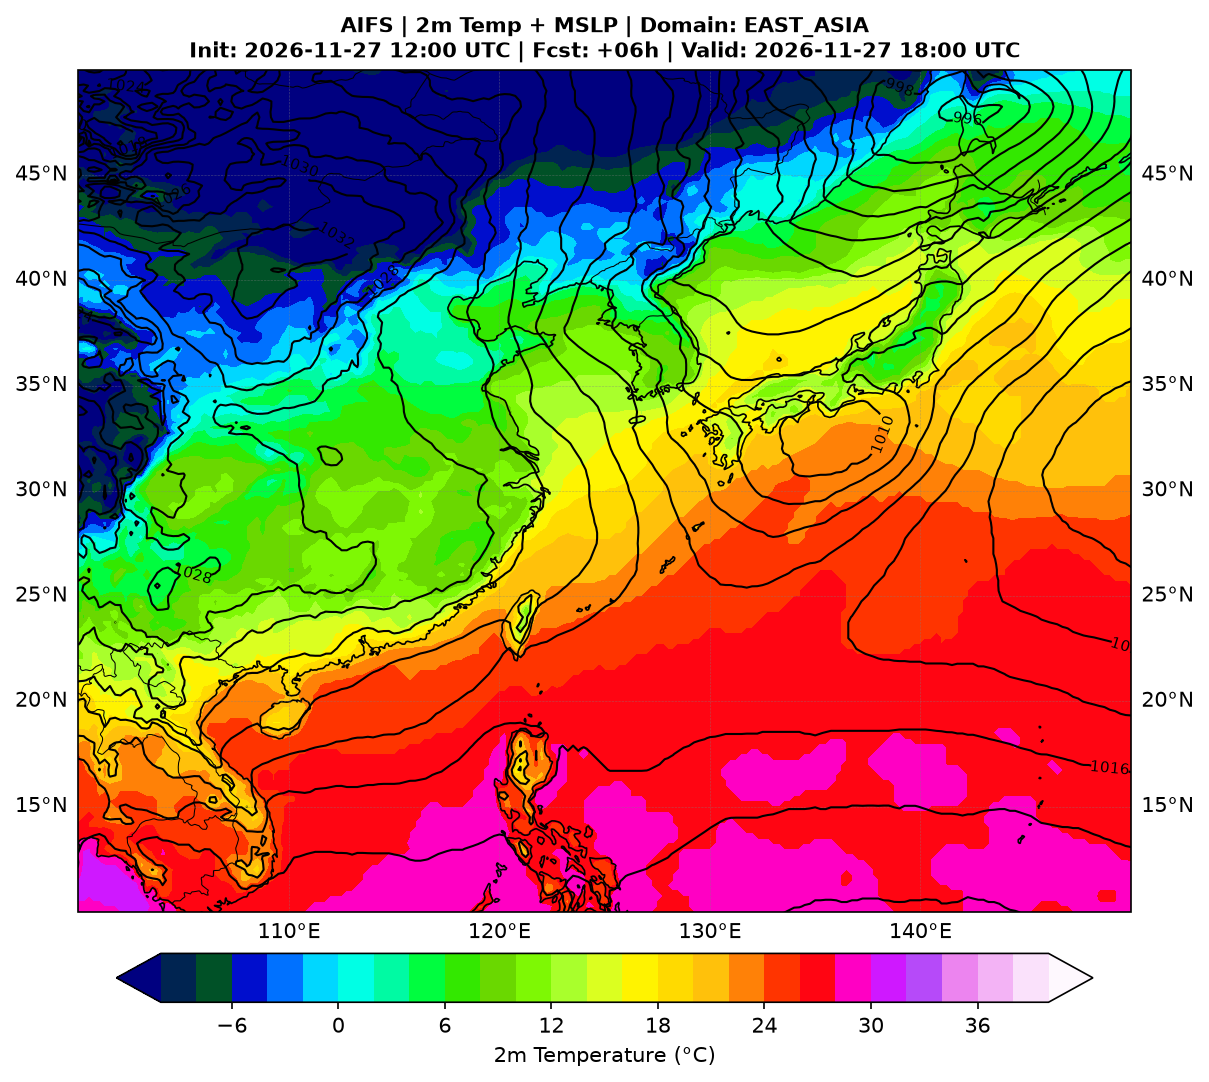 AIFS | 2m Temp + MSLP | Domain: EAST_ASIA
Init: 2026-11-27 12:00 UTC | Fcst: +06h | Valid: 2026-11-27 18:00 UTC
998
996
1030
1032
1028
1010
1028
10
1016
45°N
40°N
35°N
30°N
25°N
20°N
15°N
45°N
40°N
35°N
30°N
25°N
20°N
15°N
110°E
120°E
130°E
140°E
−6
0
6
12
18
24
30
36
2m Temperature (°C)